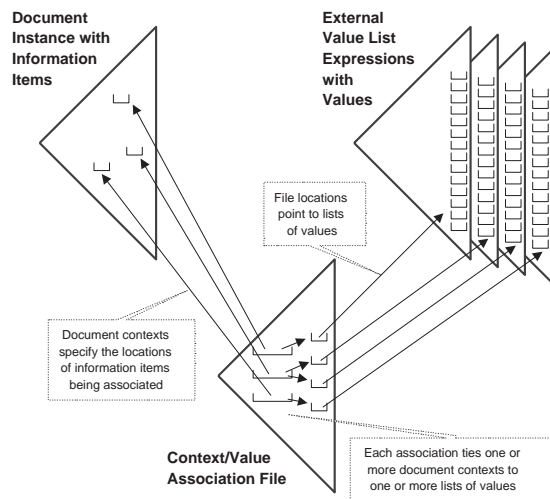 Document
Instance with
Information
Items
External
Value List
Expressions
with
Values
File locations
point to lists
of values
Document contexts
specify the locations
of information items
being associated
Context/Value
Association File
Each association ties one or
more document contexts to
one or more lists of values